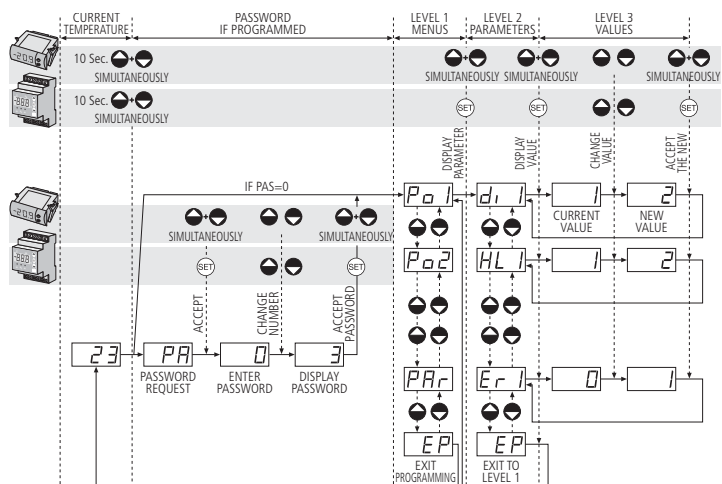 CURRENT
TEMPERATURE
PASSWORD
IF PROGRAMMED
LEVEL 1
MENUS
LEVEL 2
PARAMETERS
LEVEL 3
VALUES
10 Sec. +
SIMULTANEOUSLY
+
SIMULTANEOUSLY
+
SIMULTANEOUSLY
+
SIMULTANEOUSLY
10 Sec. +
SIMULTANEOUSLY
SET
SET
SET
DISPLAY
PARAMETER
DISPLAY
VALUE
CHANGE
VALUE
ACCEPT
THE NEW
IF PAS=0
+
SIMULTANEOUSLY
+
SIMULTANEOUSLY
SET
SET
ACCEPT
CHANGE
NUMBER
ACCEPT
PASSWORD
Po1
di1
1
2
CURRENT
VALUE
NEW
VALUE
Po2
HL1
1
2
23
PA
0
3
PASSWORD
REQUEST
ENTER
PASSWORD
DISPLAY
PASSWORD
PAr
Er1
0
1
EP
EP
EXIT
PROGRAMMING
EXIT TO
LEVEL 1